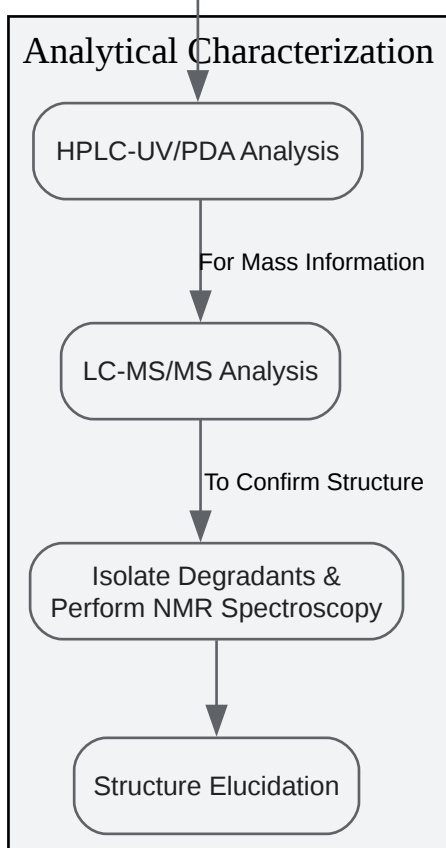 Analytical Characterization
HPLC-UV/PDA Analysis
For Mass Information
LC-MS/MS Analysis
To Confirm Structure
Isolate Degradants &
Perform NMR Spectroscopy
Structure Elucidation